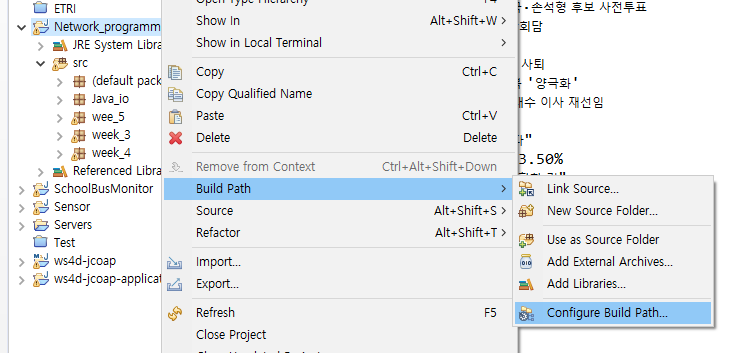 ETRI
Network_programm
JRE System Libra
src
(default pack
Java_io
wee_5
week_3
week_4
Referenced Libra
SchoolBusMonitor
Sensor
Servers
Test
ws4d-jcoap
ws4d-jcoap-applicat
Open Type Hierarchy F4
Show In Alt+Shift+W
Show in Local Terminal
Copy Ctrl+C
Copy Qualified Name
Paste Ctrl+V
Delete Delete
Remove from Context Ctrl+Alt+Shift+Down
Build Path
Source Alt+Shift+S
Refactor Alt+Shift+T
Import...
Export...
Refresh F5
Close Project
Link Source...
New Source Folder...
Use as Source Folder
Add External Archives...
Add Libraries...
Configure Build Path...
·손석형 후보 사전투표
회담
사퇴
'양극화'
이사 재선임
3.50%